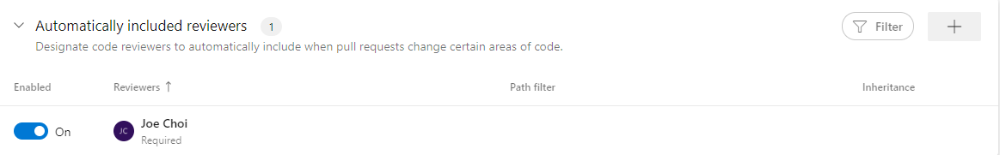 Automatically included reviewers 1
Filter
Designate code reviewers to automatically include when pull requests change certain areas of code.
Enabled Reviewers ↑ Path filter Inheritance
On JC Joe Choi
Required